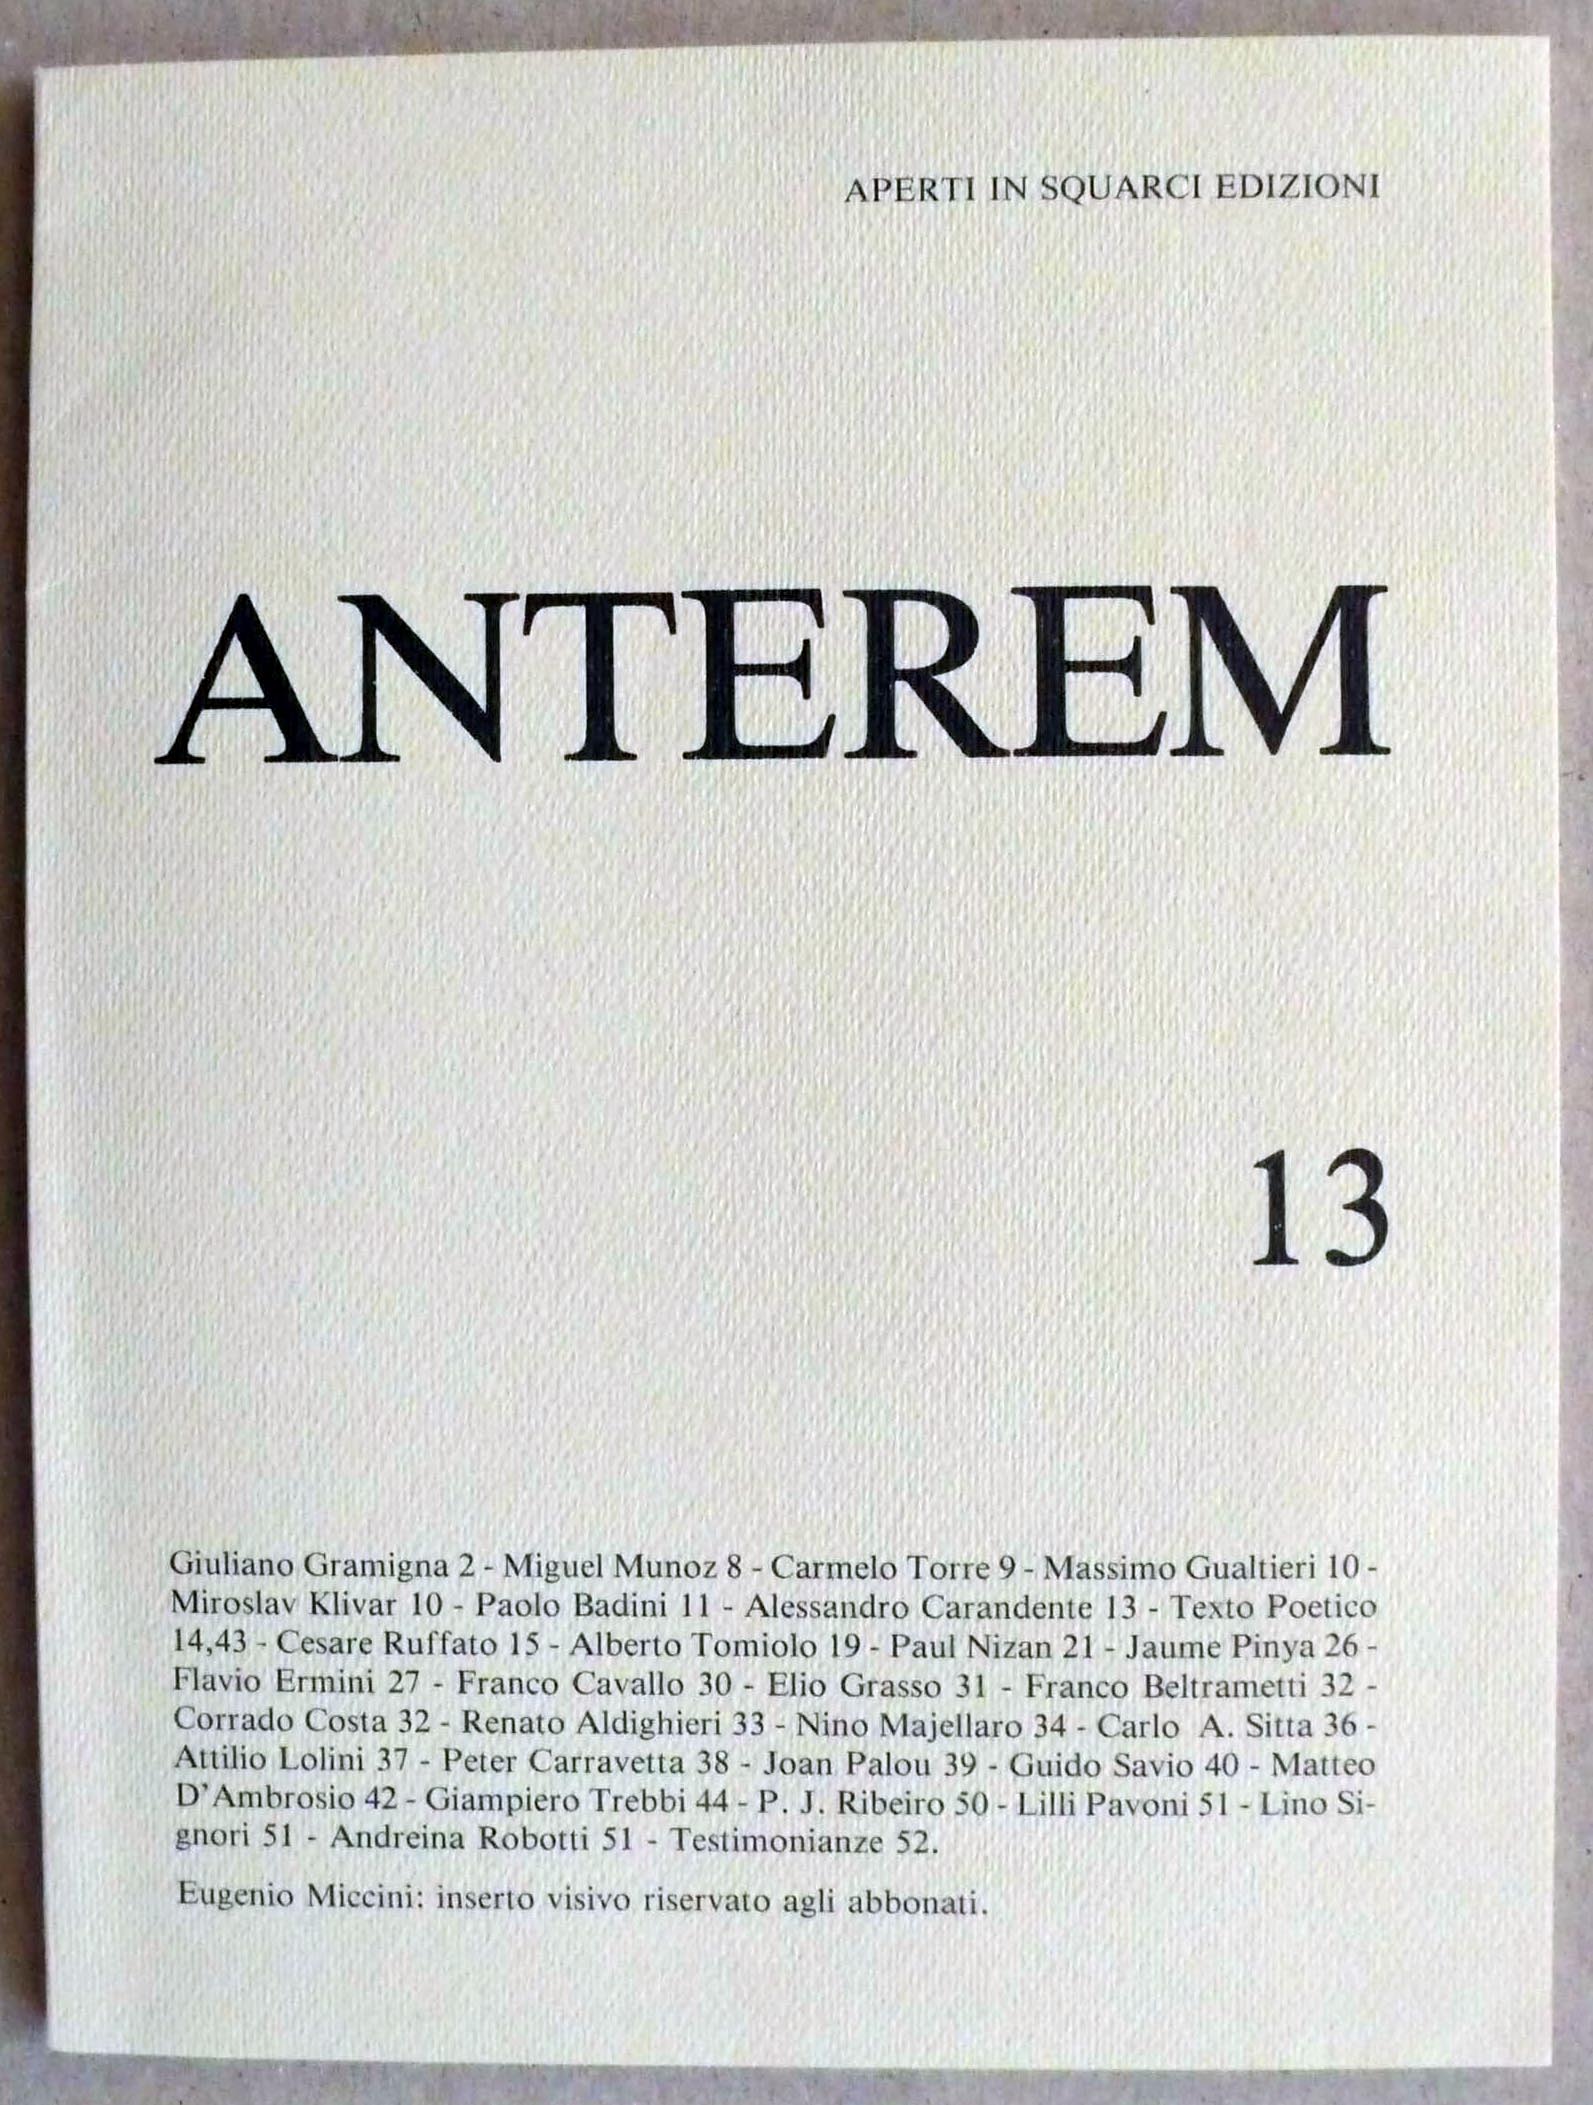 APERTI IN SQUARCI EDIZIONI
ANTEREM
13
Giuliano Gramigna 2 - Miguel Munoz 8 - Carmelo Torre 9 - Massimo Gualtieri 10 -
Miroslav Klivar 10 - Paolo Badini 11 - Alessandro Carandente 13 - Texto Poetico
14,43 - Cesare Ruffato 15 - Alberto Tomiolo 19 - Paul Nizan 21 - Jaume Pinya 26 -
Flavio Ermini 27 - Franco Cavallo 30 - Elio Grasso 31 - Franco Beltrametti 32 -
Corrado Costa 32 - Renato Aldighieri 33 - Nino Majellaro 34 - Carlo A. Sitta 36 -
Attilio Lolini 37 - Peter Carravetta 38 - Joan Palou 39 - Guido Savio 40 - Matteo
D'Ambrosio 42 - Giampiero Trebbi 44 - P. J. Ribeiro 50 - Lilli Pavoni 51 - Lino Si-
gnori 51 - Andreina Robotti 51 - Testimonianze 52.
Eugenio Miccini: inserto visivo riservato agli abbonati.